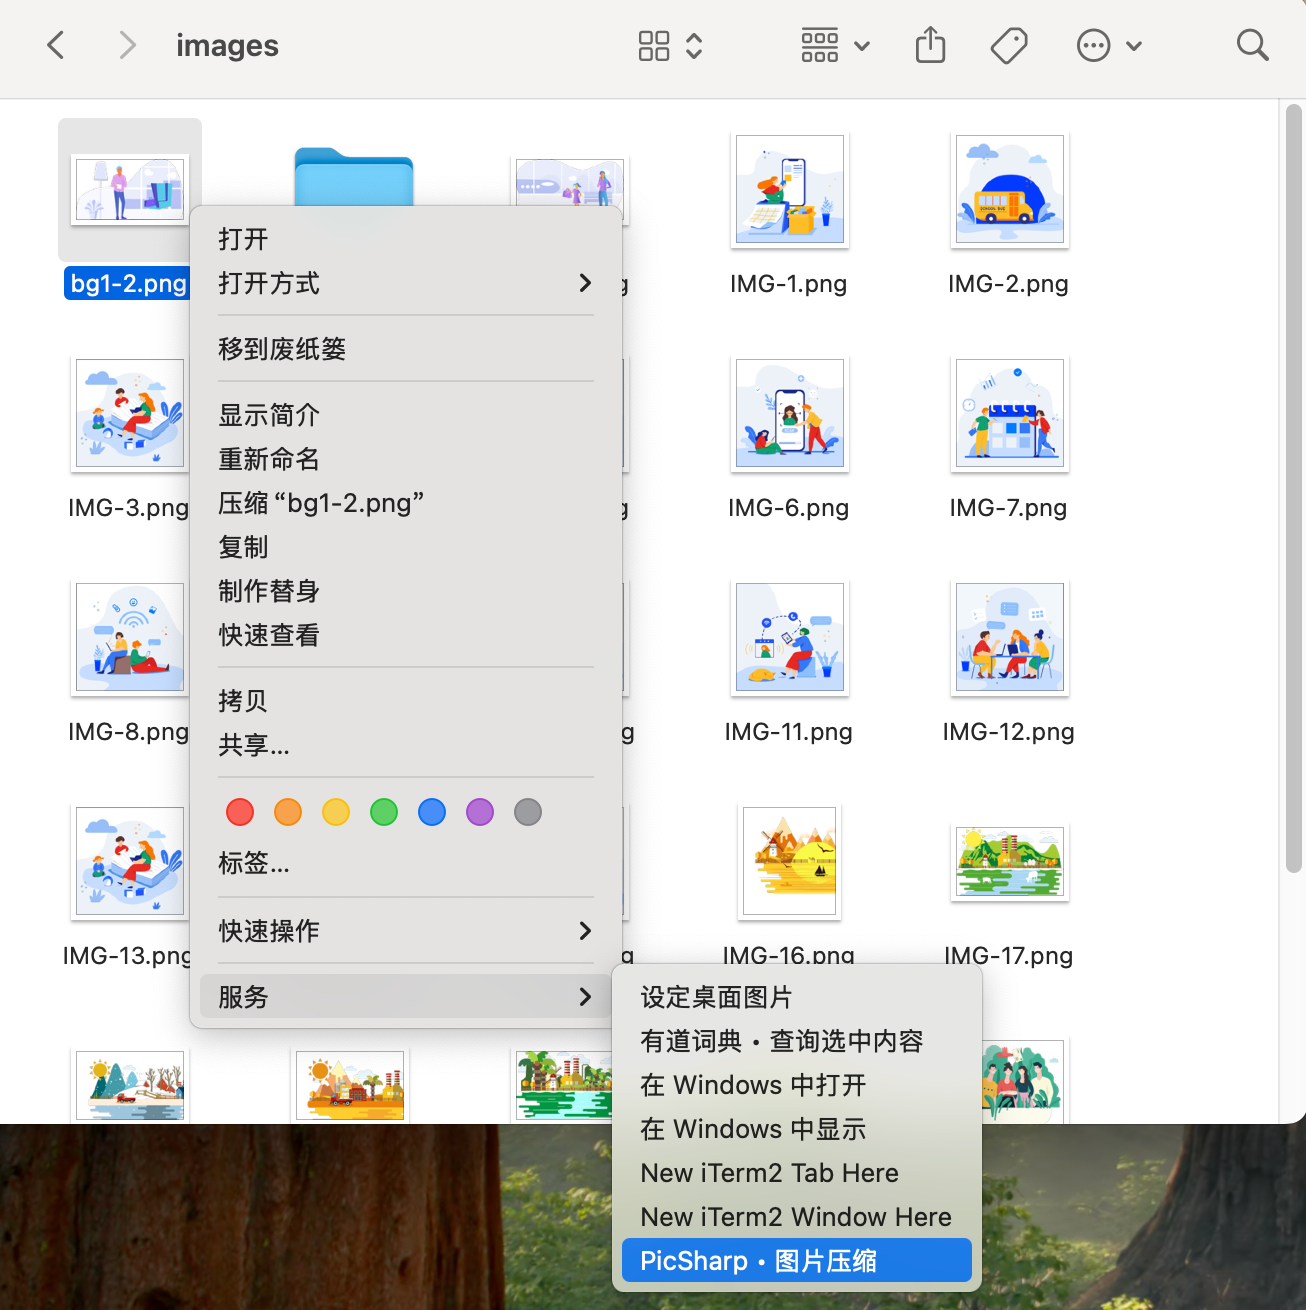 images
bg1-2.png
IMG-1.png
IMG-2.png
IMG-3.png
IMG-6.png
IMG-7.png
IMG-8.png
IMG-11.png
IMG-12.png
IMG-13.png
IMG-16.png
IMG-17.png
打开
打开方式
移到废纸篓
显示简介
重新命名
压缩“bg1-2.png”
复制
制作替身
快速查看
拷贝
共享...
标签...
快速操作
服务
设定桌面图片
有道词典・查询选中内容
在 Windows 中打开
在 Windows 中显示
New iTerm2 Tab Here
New iTerm2 Window Here
PicSharp・图片压缩